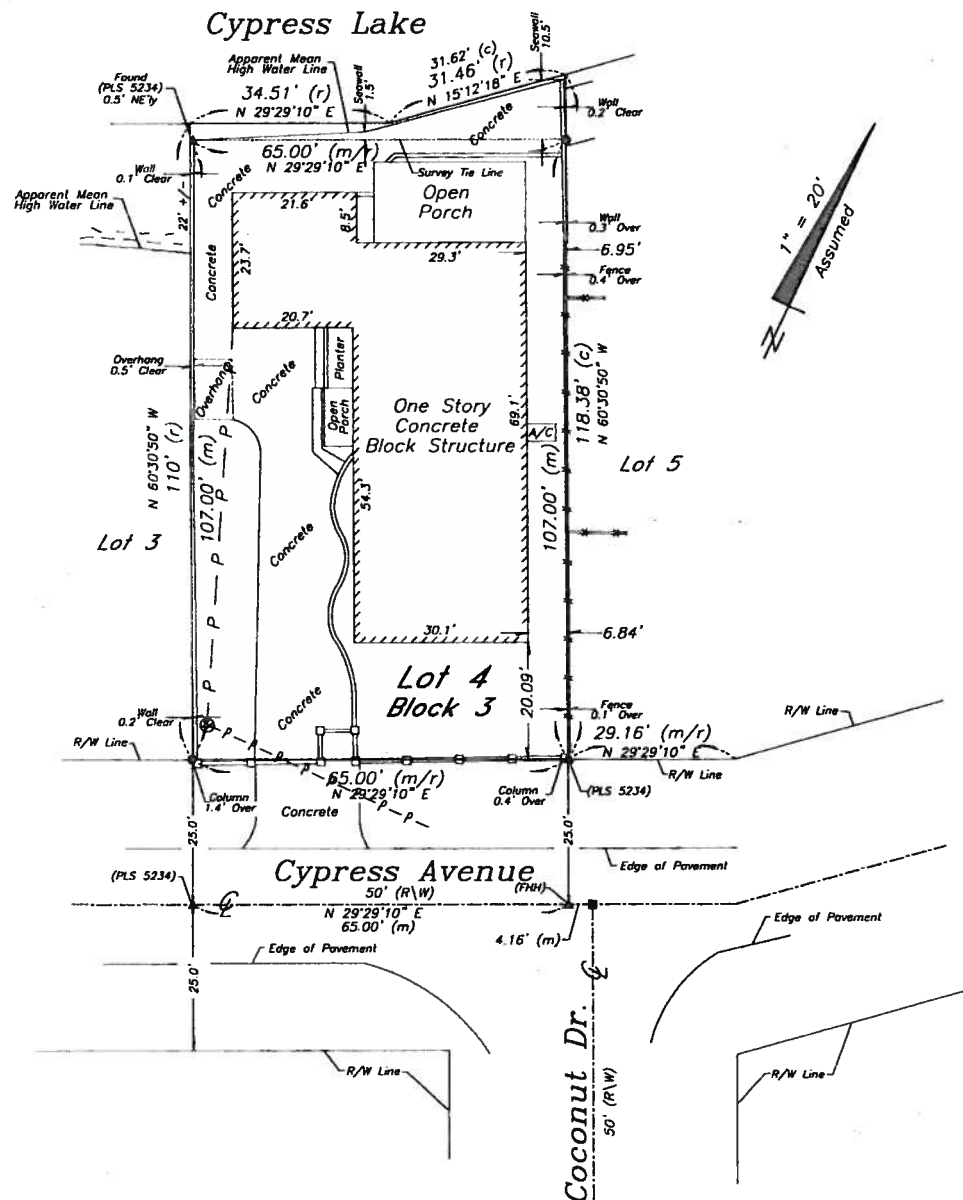 Cypress Lake
Apparent Mean
High Water Line
Found
(PLS 5234)
0.5' NE'ly
34.51' (r)
N 29°29'10" E
Seawall
1.5'
31.62' (c)
31.46' (r)
N 15°12'18" E
Seawall
10.5'
Wall
0.2' Clear
Concrete
65.00' (m/r)
N 29°29'10" E
Survey Tie Line
Wall
0.1' Clear
Concrete
22' +/-
Apparent Mean
High Water Line
Open
Porch
21.6'
8.5'
Wall
0.3' Over
6.95'
29.3'
Fence
0.4' Over
23.7'
Concrete
20.7'
1" = 20'
Assumed
N
Overhang
0.5' Clear
Overhang
Concrete
Planter
Open
Porch
One Story
Concrete
Block Structure
69.1'
A/C
118.38' (c)
N 60°30'50" W
107.00' (m)
Lot 5
N 60°30'50" W
110' (r)
107.00' (m)
P
P
P
P
P
P
Lot 3
54.3'
Concrete
30.1'
6.84'
Lot 4
Block 3
20.09'
Concrete
Wall
0.2' Clear
R/W Line
Fence
0.1' Over
29.16' (m/r)
N 29°29'10" E
R/W Line
R/W Line
P
P
P
P
P
P
65.00' (m/r)
N 29°29'10" E
Column
1.4' Over
Column
0.4' Over
(PLS 5234)
Concrete
25.0'
25.0'
Cypress Avenue
Edge of Pavement
(PLS 5234)
50' (R\W)
(FHH)
N 29°29'10" E
65.00' (m)
4.16' (m)
Edge of Pavement
Edge of Pavement
25.0'
R/W Line
R/W Line
Coconut Dr.
50' (R\W)